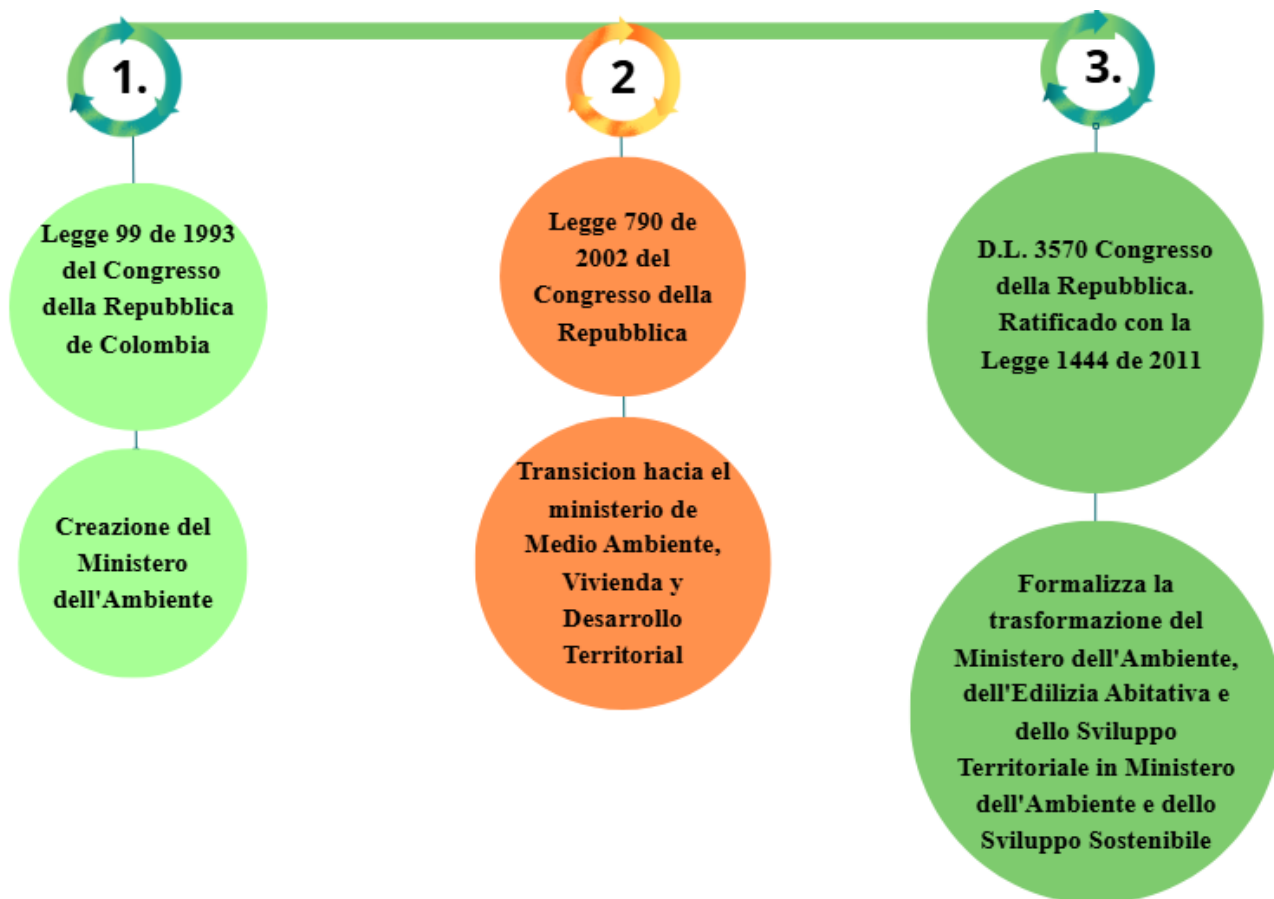 1.
Legge 99 de 1993
del Congresso
della Repubblica
de Colombia
Creazione del
Ministero
dell'Ambiente
2
Legge 790 de
2002 del
Congresso della
Repubblica
Transicion hacia el
ministerio de
Medio Ambiente,
Vivienda y
Desarrollo
Territorial
3.
D.L. 3570 Congresso
della Repubblica.
Ratificado con la
Legge 1444 de 2011
Formalizza la
trasformazione del
Ministero dell'Ambiente,
dell'Edilizia Abitativa e
dello Sviluppo
Territoriale in Ministero
dell'Ambiente e dello
Sviluppo Sostenibile